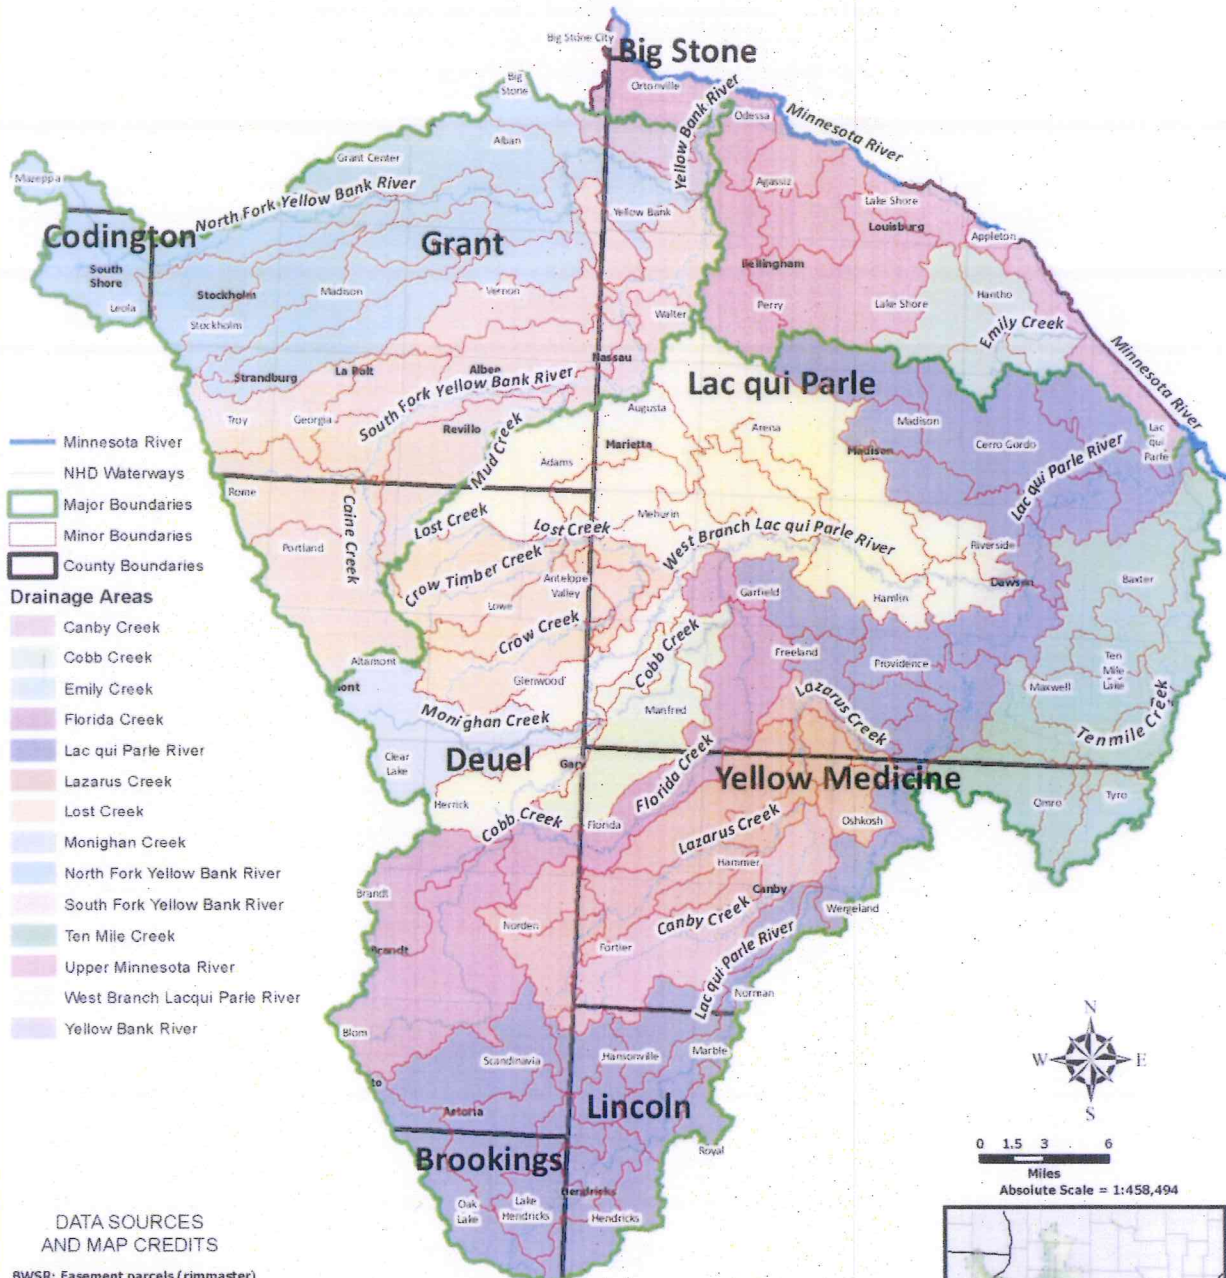 Big Stone City
Big Stone
Big
Stone
Ortonville
Yellow Bank River
Odessa
Minnesota River
Alban
Grant Center
Mazeppa
North Fork Yellow Bank River
Agassiz
Lake Shore
Louisburg
Yellow Bank
Appleton
Codington
Grant
South
Shore
Bellingham
Stockholm
Madison
Vernon
Hantho
Leola
Perry
Lake Shore
Walter
Stockholm
Emily Creek
Minnesota River
Nassau
Strandburg
La Bolt
Albee
South Fork Yellow Bank River
Lac qui Parle
Augusta
Troy
Georgia
Revillo
Arena
Madison
Cerro Gordo
Lac
qui
Parle
Mud Creek
Marietta
Madison
Lac qui Parle River
Adams
Rome
Caine Creek
Lost Creek
Lost Creek
Mehurin
West Branch Lac qui Parle River
Portland
Riverside
Crow Timber Creek
Antelope
Valley
Lowe
Garfield
Hamlin
Dawson
Baxter
Crow Creek
Cobb Creek
Freeland
Providence
Altamont
Glenwood
Ten
Mile
Lake
Maxwell
mont
Manfred
Lazarus Creek
Monighan Creek
Tenmile Creek
Clear
Lake
Deuel
Gary
Florida Creek
Yellow Medicine
Herrick
Cobb Creek
Florida
Lazarus Creek
Oshkosh
Omro
Tyro
Hammer
Canby
Brandt
Norden
Canby Creek
Wergeland
Brandt
Fortier
Lac qui Parle River
Norman
Blom
Scandinavia
Hansonville
Marble
to
Astoria
Lincoln
Brookings
Royal
Oak
Lake
Lake
Hendricks
Hendricks
Hendricks
Minnesota River
NHD Waterways
Major Boundaries
Minor Boundaries
County Boundaries
Drainage Areas
Canby Creek
Cobb Creek
Emily Creek
Florida Creek
Lac qui Parle River
Lazarus Creek
Lost Creek
Monighan Creek
North Fork Yellow Bank River
South Fork Yellow Bank River
Ten Mile Creek
Upper Minnesota River
West Branch Lacqui Parle River
Yellow Bank River
N
W E
S
0 1.5 3 6
Miles
Absolute Scale = 1:458,494
DATA SOURCES
AND MAP CREDITS
BWSR: Easement parcels (rimmaster)